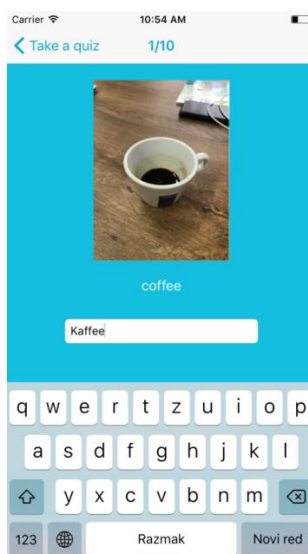 Carrier 10:54 AM
Take a quiz 1/10
coffee
Kaffee
q w e r t z u i o p
a s d f g h j k l
y x c v b n m
123 Razmak Novi red